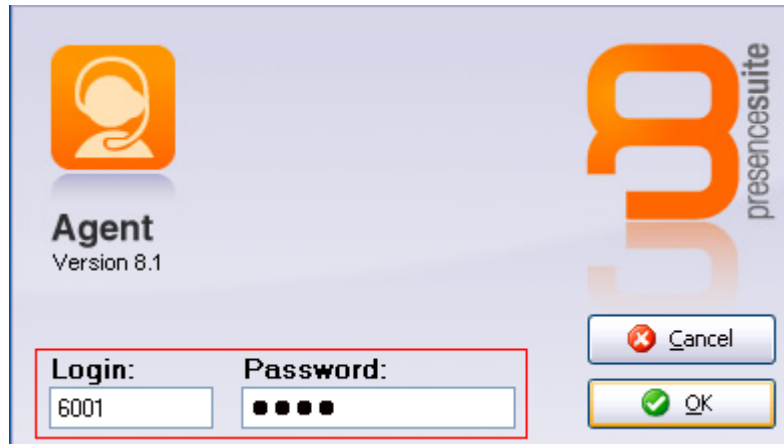 presencesuite
Agent
Version 8.1
Cancel
Login:
Password:
6001
●●●●
OK